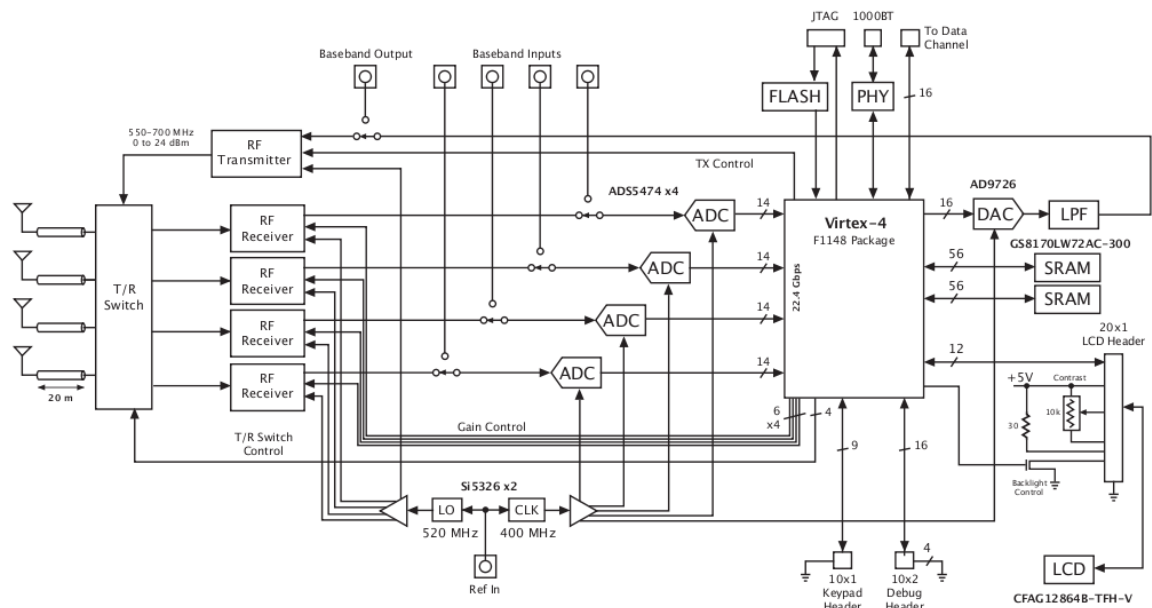 JTAG
1000BT
To Data
Channel
Baseband Output
Baseband Inputs
FLASH
PHY
16
550–700 MHz
0 to 24 dBm
RF
Transmitter
TX Control
ADS5474 x4
AD9726
14
ADC
Virtex–4
F1148 Package
16
DAC
LPF
RF
Receiver
GS8170LW72AC-300
RF
Receiver
ADC
14
22.4 Gbps
56
SRAM
T/R
Switch
56
SRAM
RF
Receiver
ADC
14
20x1
LCD Header
RF
Receiver
ADC
14
12
+5V
Contrast
20 m
10k
6
x4
4
30
Gain Control
T/R Switch
Control
9
16
Si5326 x2
Backlight
Control
LO
CLK
520 MHz
400 MHz
4
Ref In
10x1
Keypad
Header
10x2
Debug
Header
LCD
CFAG12864B-TFH-V